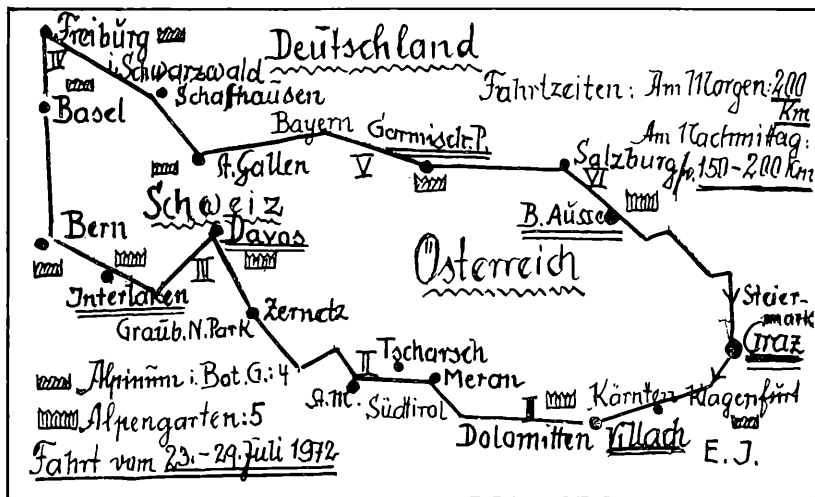 Freiburg
Deutschland
IV
i. Schwarzwald
Schafhausen
Basel
Fahrtzeiten: Am Morgen: 200 Km
Am Nachmittag: 150-200 Km
Bayern
Garmisch. P.
St. Gallen
V
Salzburg
VI
Schweiz
B. Aussee
Bern
Davos
Österreich
Interlaken
III
Graub. N. Park
Zernetz
Steiermark
Graz
Alpinum i. Bot. G.: 4
II
Tscharsch
Meran
Südtirol
Alpengarten: 5
Dolomitten
Kärnten
Klagenfurt
Villach
Fahrt vom 23.-29. Juli 1972
E. J.